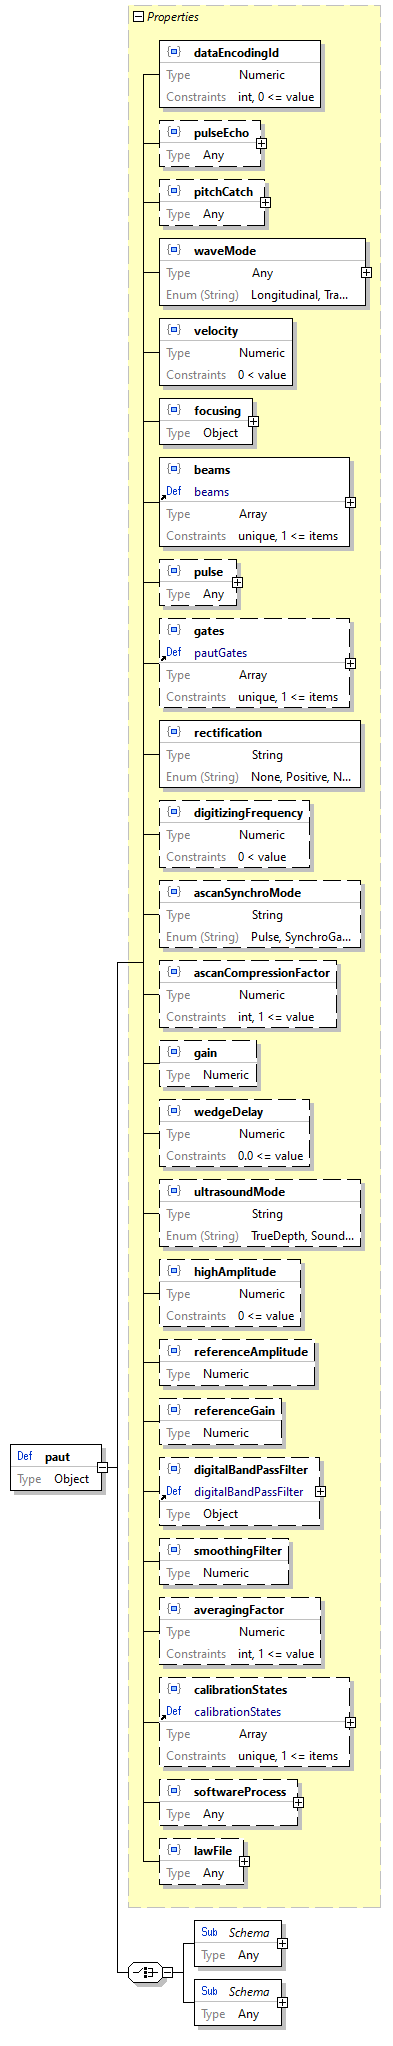 Properties
dataEncodingId
Type Numeric
Constraints int, 0 <= value
pulseEcho
Type Any
pitchCatch
Type Any
waveMode
Type Any
Enum (String) Longitudinal, Tra...
velocity
Type Numeric
Constraints 0 < value
focusing
Type Object
beams
Def beams
Type Array
Constraints unique, 1 <= items
pulse
Type Any
gates
Def pautGates
Type Array
Constraints unique, 1 <= items
rectification
Type String
Enum (String) None, Positive, N...
digitizingFrequency
Type Numeric
Constraints 0 < value
ascanSynchroMode
Type String
Enum (String) Pulse, SynchroGa...
ascanCompressionFactor
Type Numeric
Constraints int, 1 <= value
gain
Type Numeric
wedgeDelay
Type Numeric
Constraints 0.0 <= value
ultrasoundMode
Type String
Enum (String) TrueDepth, Sound...
highAmplitude
Type Numeric
Constraints 0 <= value
referenceAmplitude
Type Numeric
referenceGain
Type Numeric
Def paut
Type Object
digitalBandPassFilter
Def digitalBandPassFilter
Type Object
smoothingFilter
Type Numeric
averagingFactor
Type Numeric
Constraints int, 1 <= value
calibrationStates
Def calibrationStates
Type Array
Constraints unique, 1 <= items
softwareProcess
Type Any
lawFile
Type Any
Sub Schema
Type Any
Sub Schema
Type Any